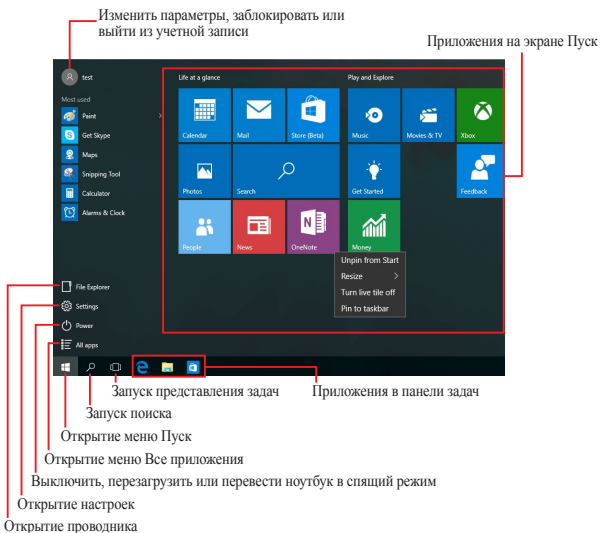 Изменить параметры, заблокировать или
выйти из учетной записи
Приложения на экране Пуск
test
Life at a glance
Play and Explore
Most used
Paint
Get Skype
Maps
Snipping Tool
Calculator
Alarms & Clock
Calendar
Mail
Store (Beta)
Music
Movies & TV
Xbox
Photos
Search
Get Started
Feedback
People
News
OneNote
Money
Unpin from Start
Resize
Turn live tile off
Pin to taskbar
File Explorer
Settings
Power
All apps
Запуск представления задач
Приложения в панели задач
Запуск поиска
Открытие меню Пуск
Открытие меню Все приложения
Выключить, перезагрузить или перевести ноутбук в спящий режим
Открытие настроек
Открытие проводника